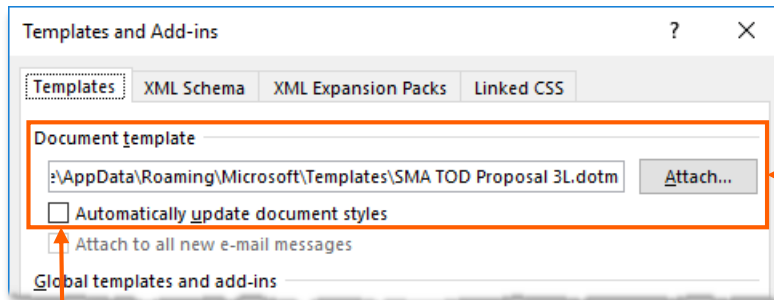 Templates and Add-ins ? ×
Templates XML Schema XML Expansion Packs Linked CSS
Document template
e\AppData\Roaming\Microsoft\Templates\SMA TOD Proposal 3L.dotm Attach...
Automatically update document styles
Attach to all new e-mail messages
Global templates and add-ins